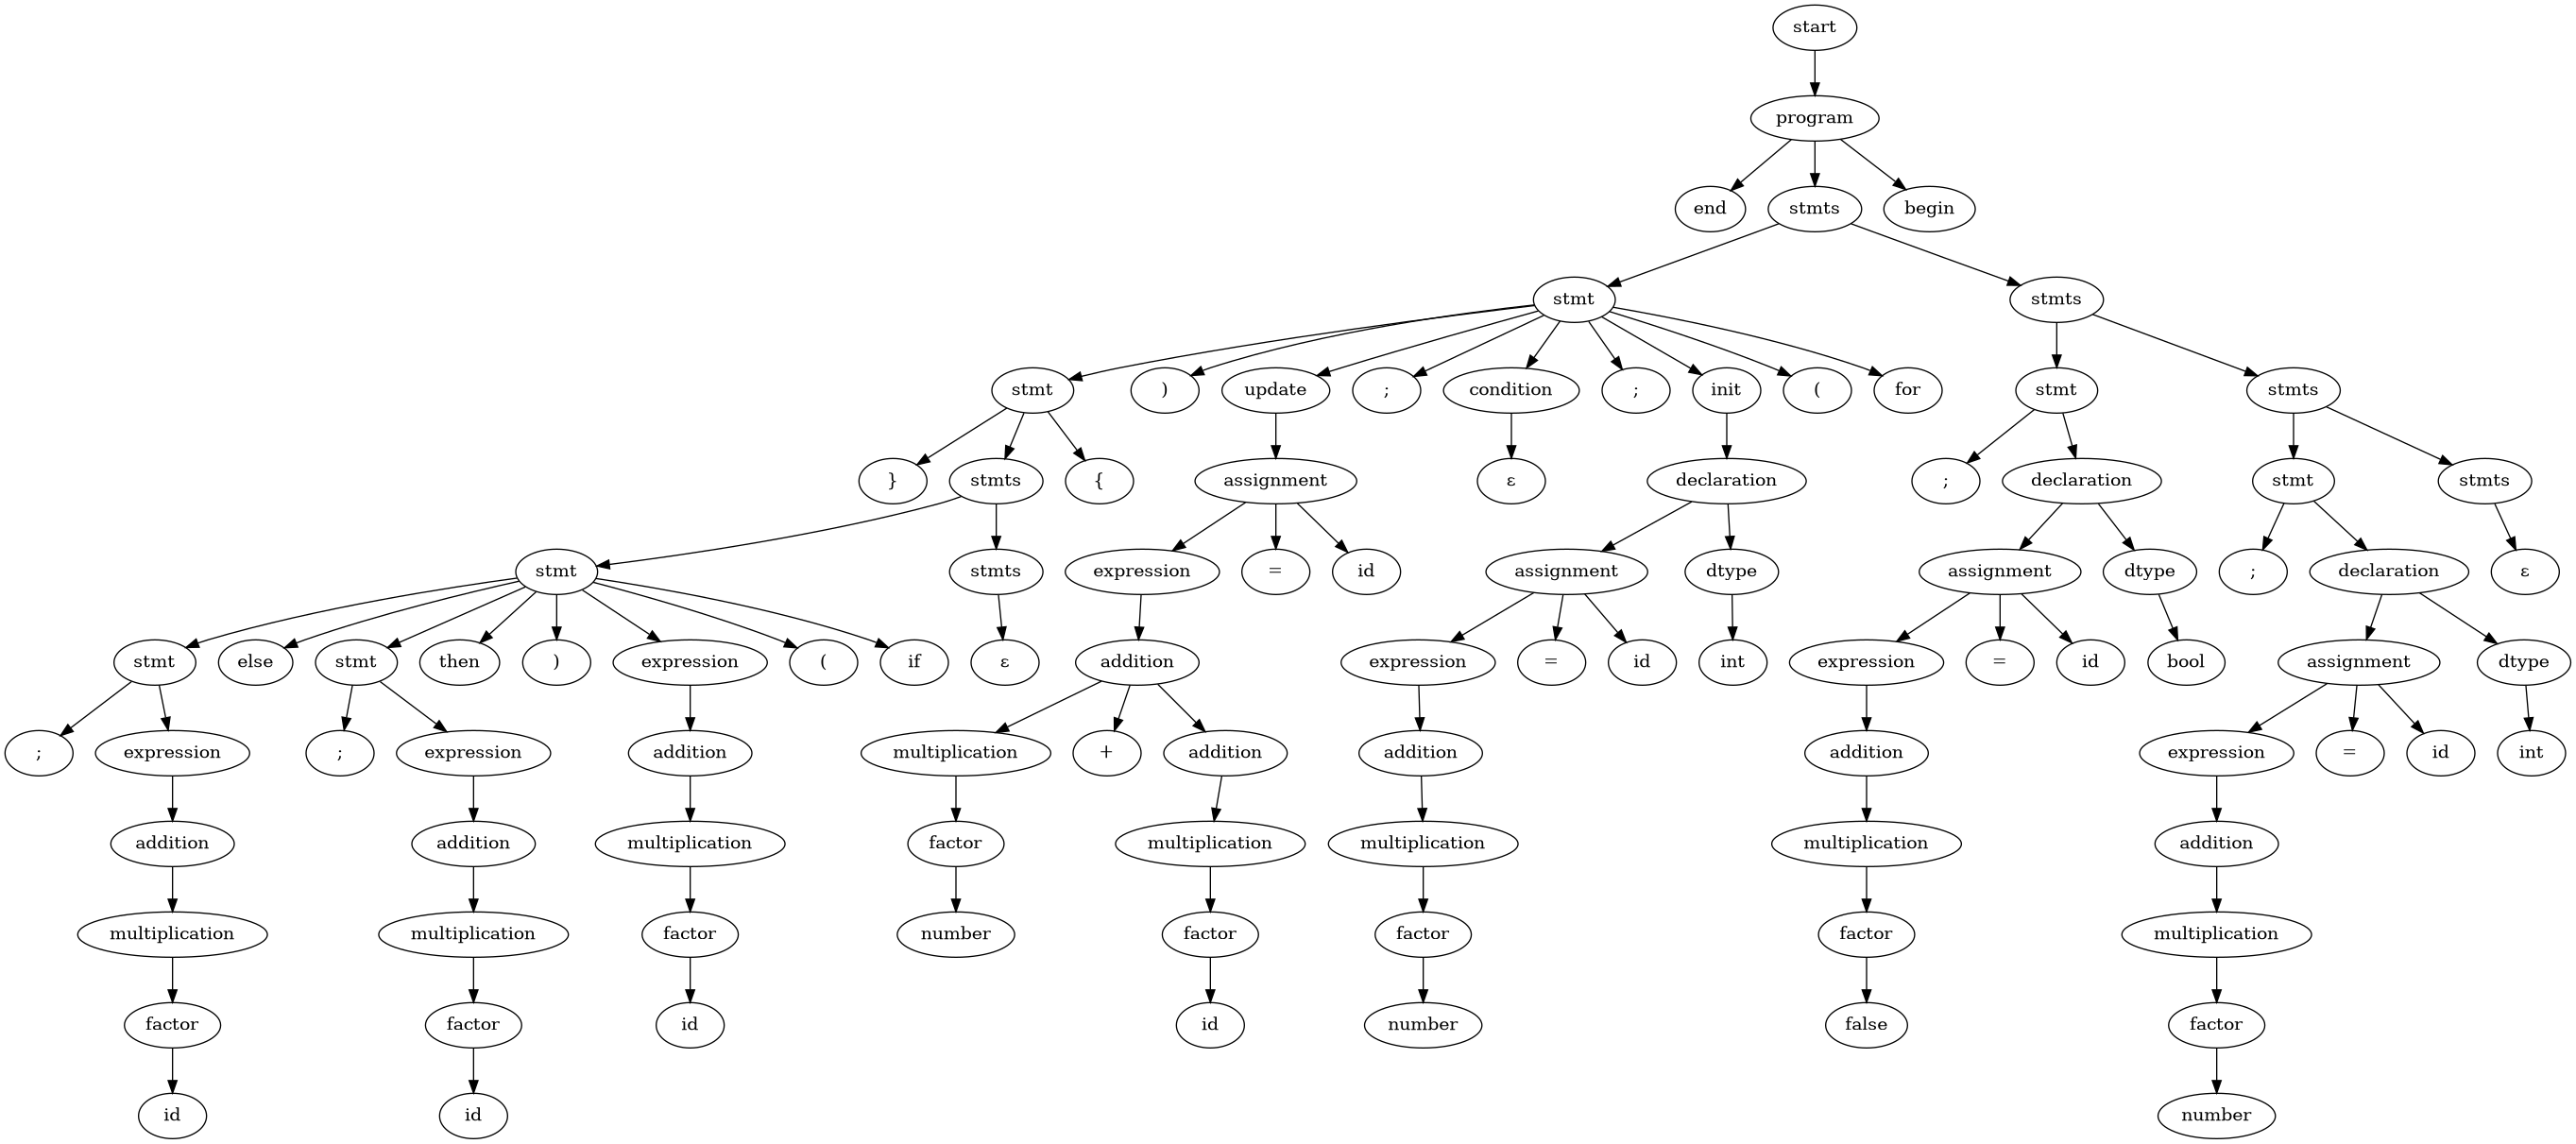 start
program
end stmts begin
stmt stmts
stmt ) update ; condition ; init ( for stmt stmts
} stmts { assignment ε declaration ; declaration stmt stmts
stmt stmts expression = id assignment dtype assignment dtype ; declaration ε
stmt else stmt then ) expression ( if ε addition expression = id int expression = id bool assignment dtype
; expression ; expression addition multiplication + addition addition addition expression = id int
addition addition multiplication factor multiplication multiplication multiplication addition
multiplication multiplication factor number factor factor factor multiplication
factor factor id id number false factor
id id number